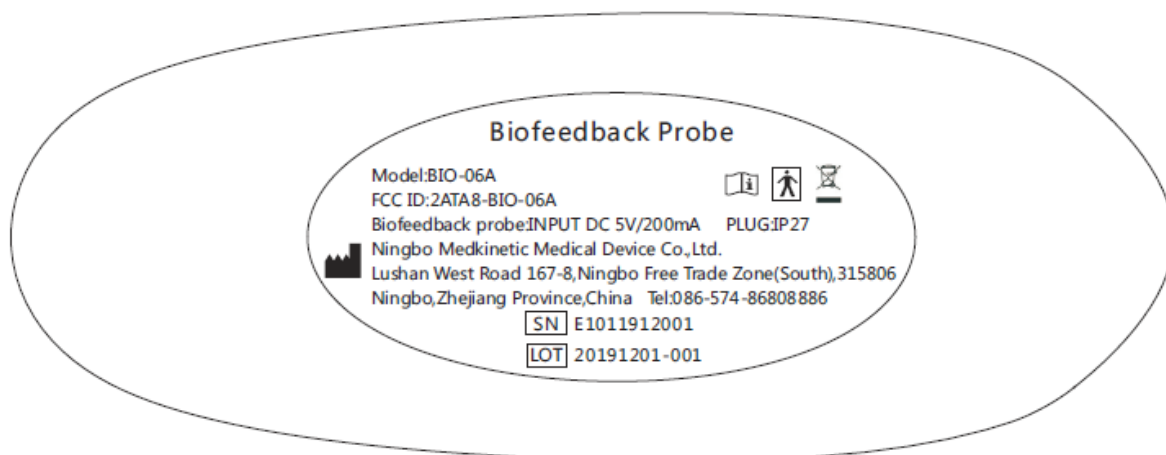 Biofeedback Probe
Model:BIO-06A
FCC ID:2ATA8-BIO-06A
Biofeedback probe:INPUT DC 5V/200mA PLUG:IP27
Ningbo Medkinetic Medical Device Co.,Ltd.
Lushan West Road 167-8,Ningbo Free Trade Zone(South),315806
Ningbo,Zhejiang Province,China Tel:086-574-86808886
SN E1011912001
LOT 20191201-001